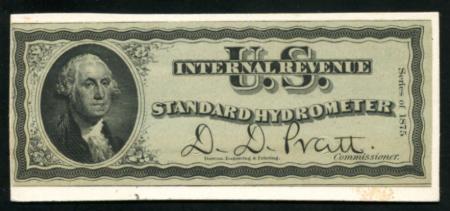 U.S.
INTERNAL REVENUE
STANDARD HYDROMETER
Series of 1875
D. D. Pratt.
Bureau, Engraving & Printing.
Commissioner.